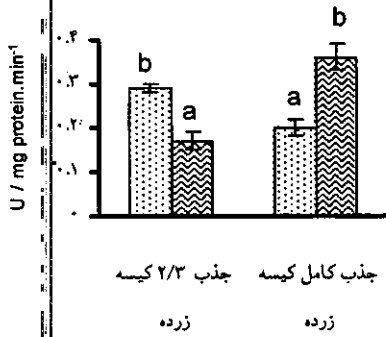 U / mg protein.min-1
۰.۴
۰.۳
۰.۲
۰.۱
۰
b
a
a
b
جذب ۲/۳ کیسه
زرده
جذب کامل کیسه
زرده